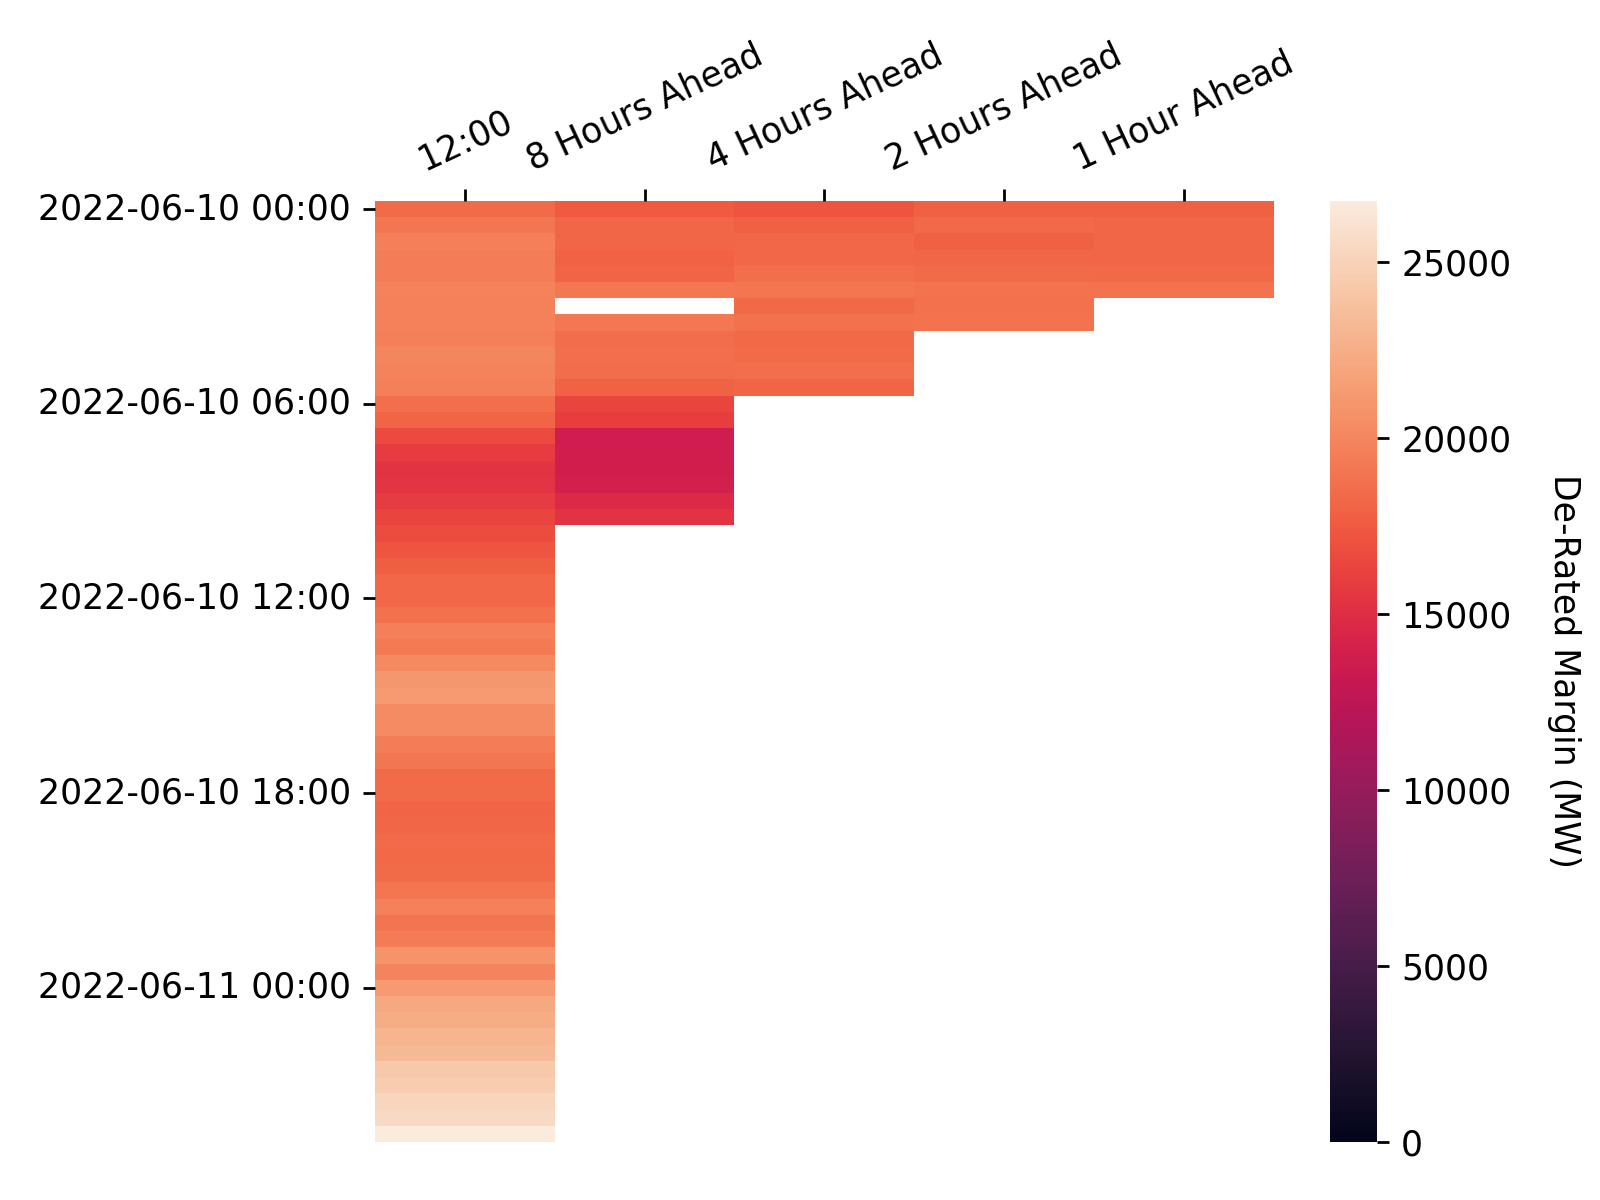 12:00
8 Hours Ahead
4 Hours Ahead
2 Hours Ahead
1 Hour Ahead
2022-06-10 00:00
2022-06-10 06:00
2022-06-10 12:00
2022-06-10 18:00
2022-06-11 00:00
25000
20000
15000
10000
5000
0
De-Rated Margin (MW)